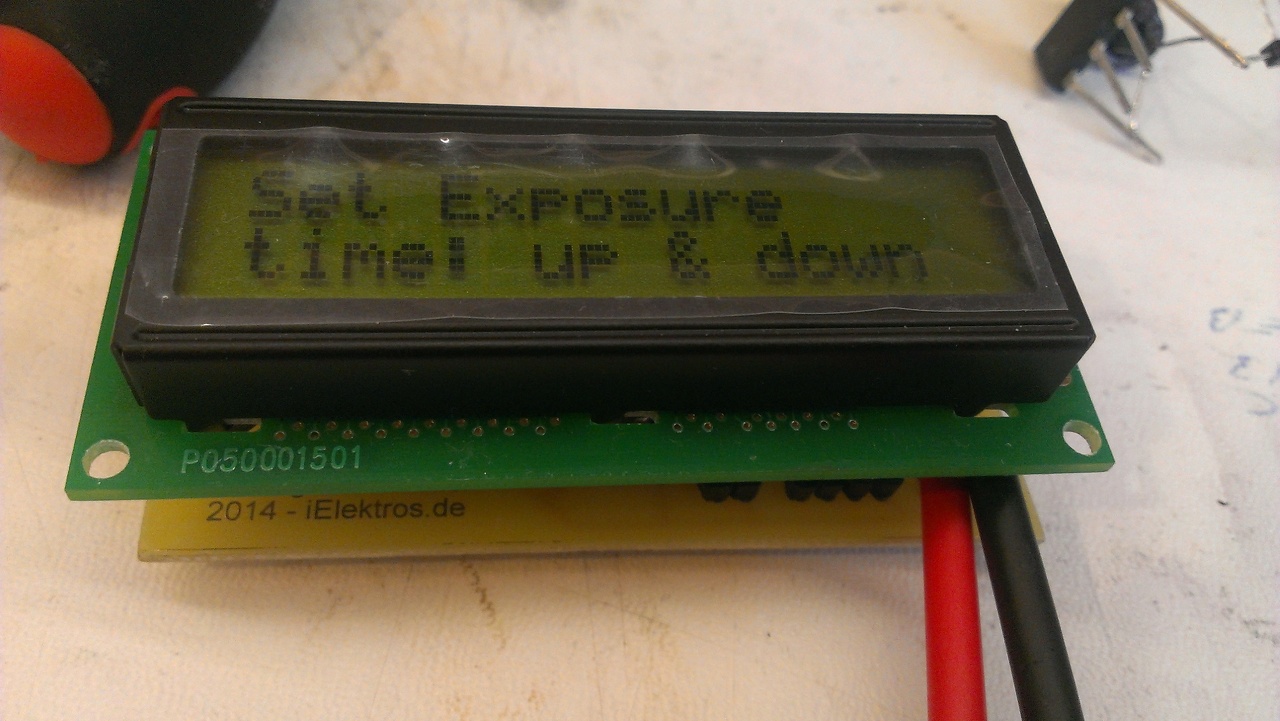 Set Exposure
time! up & down
P050001501
2014 - iElektros.de